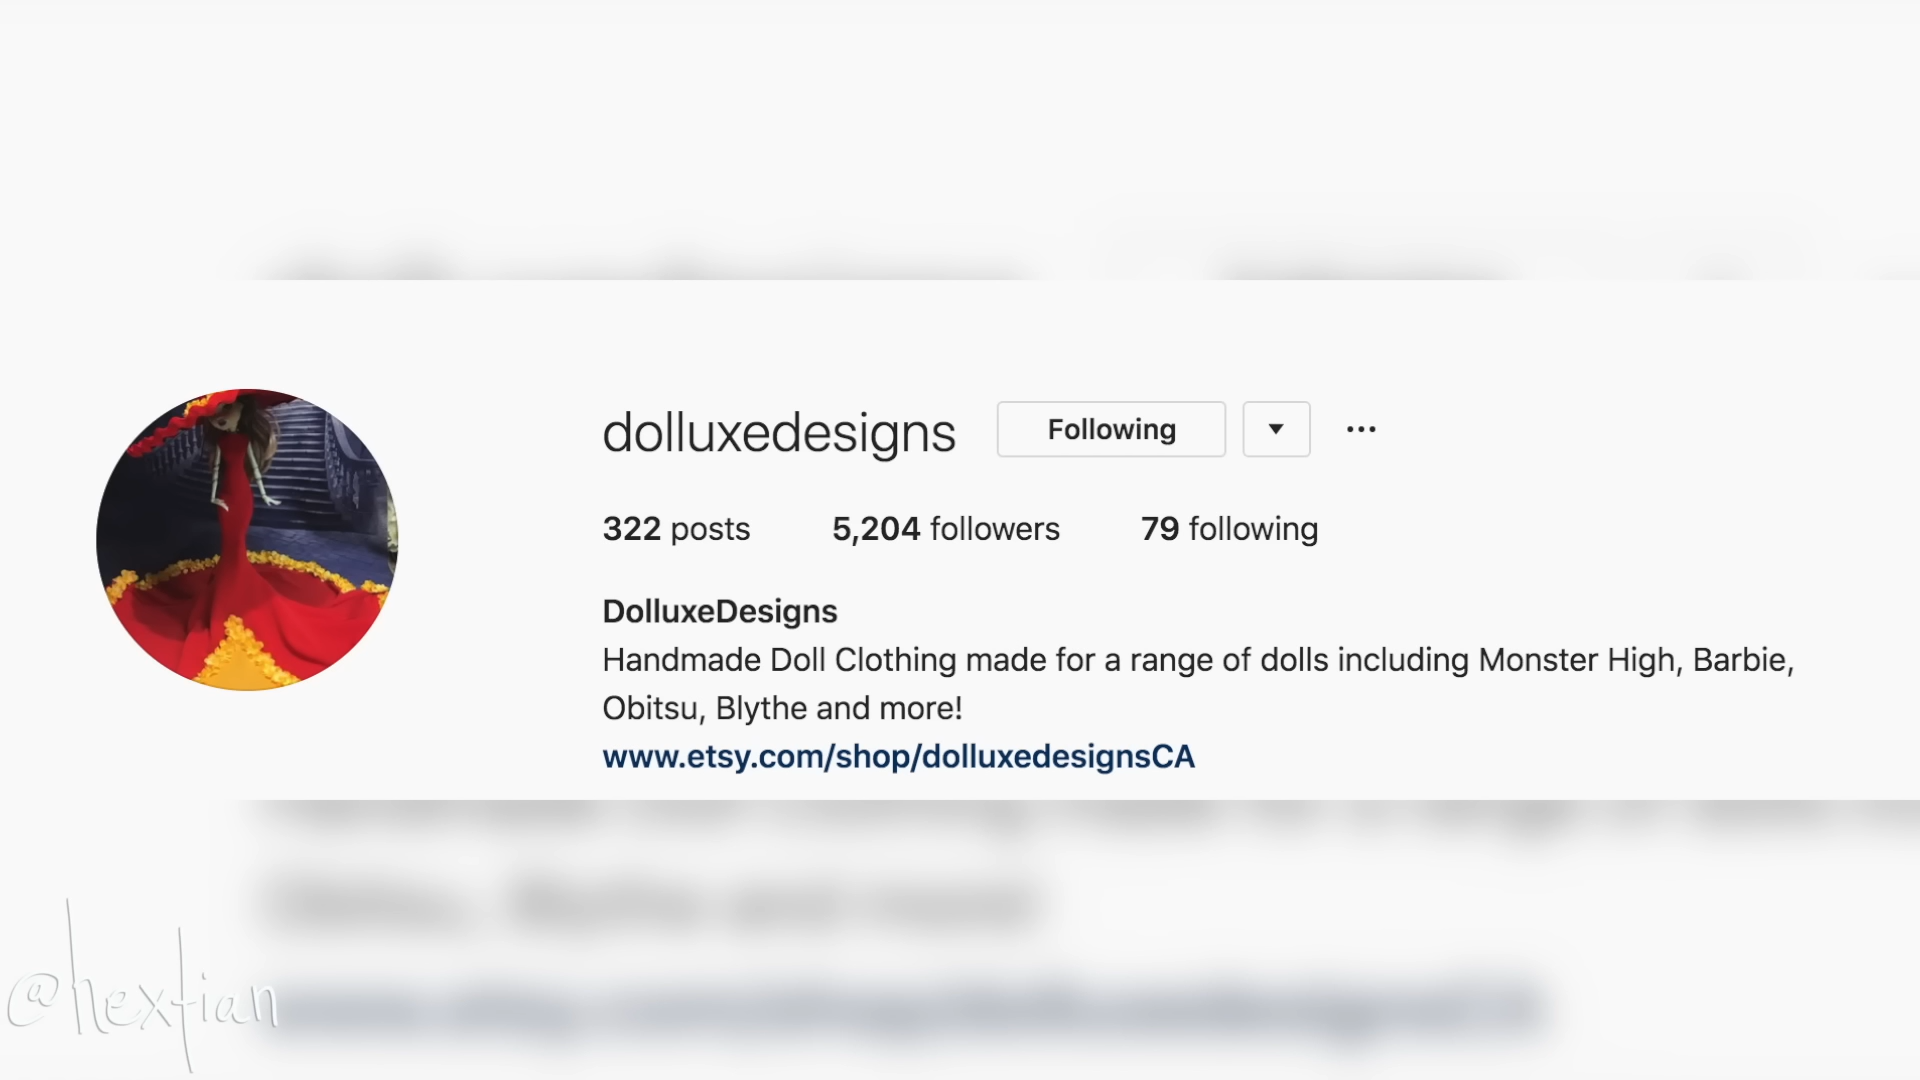 dolluxedesigns Following
322 posts 5,204 followers 79 following
DolluxeDesigns
Handmade Doll Clothing made for a range of dolls including Monster High, Barbie,
Obitsu, Blythe and more!
www.etsy.com/shop/dolluxedesignsCA
@hextian